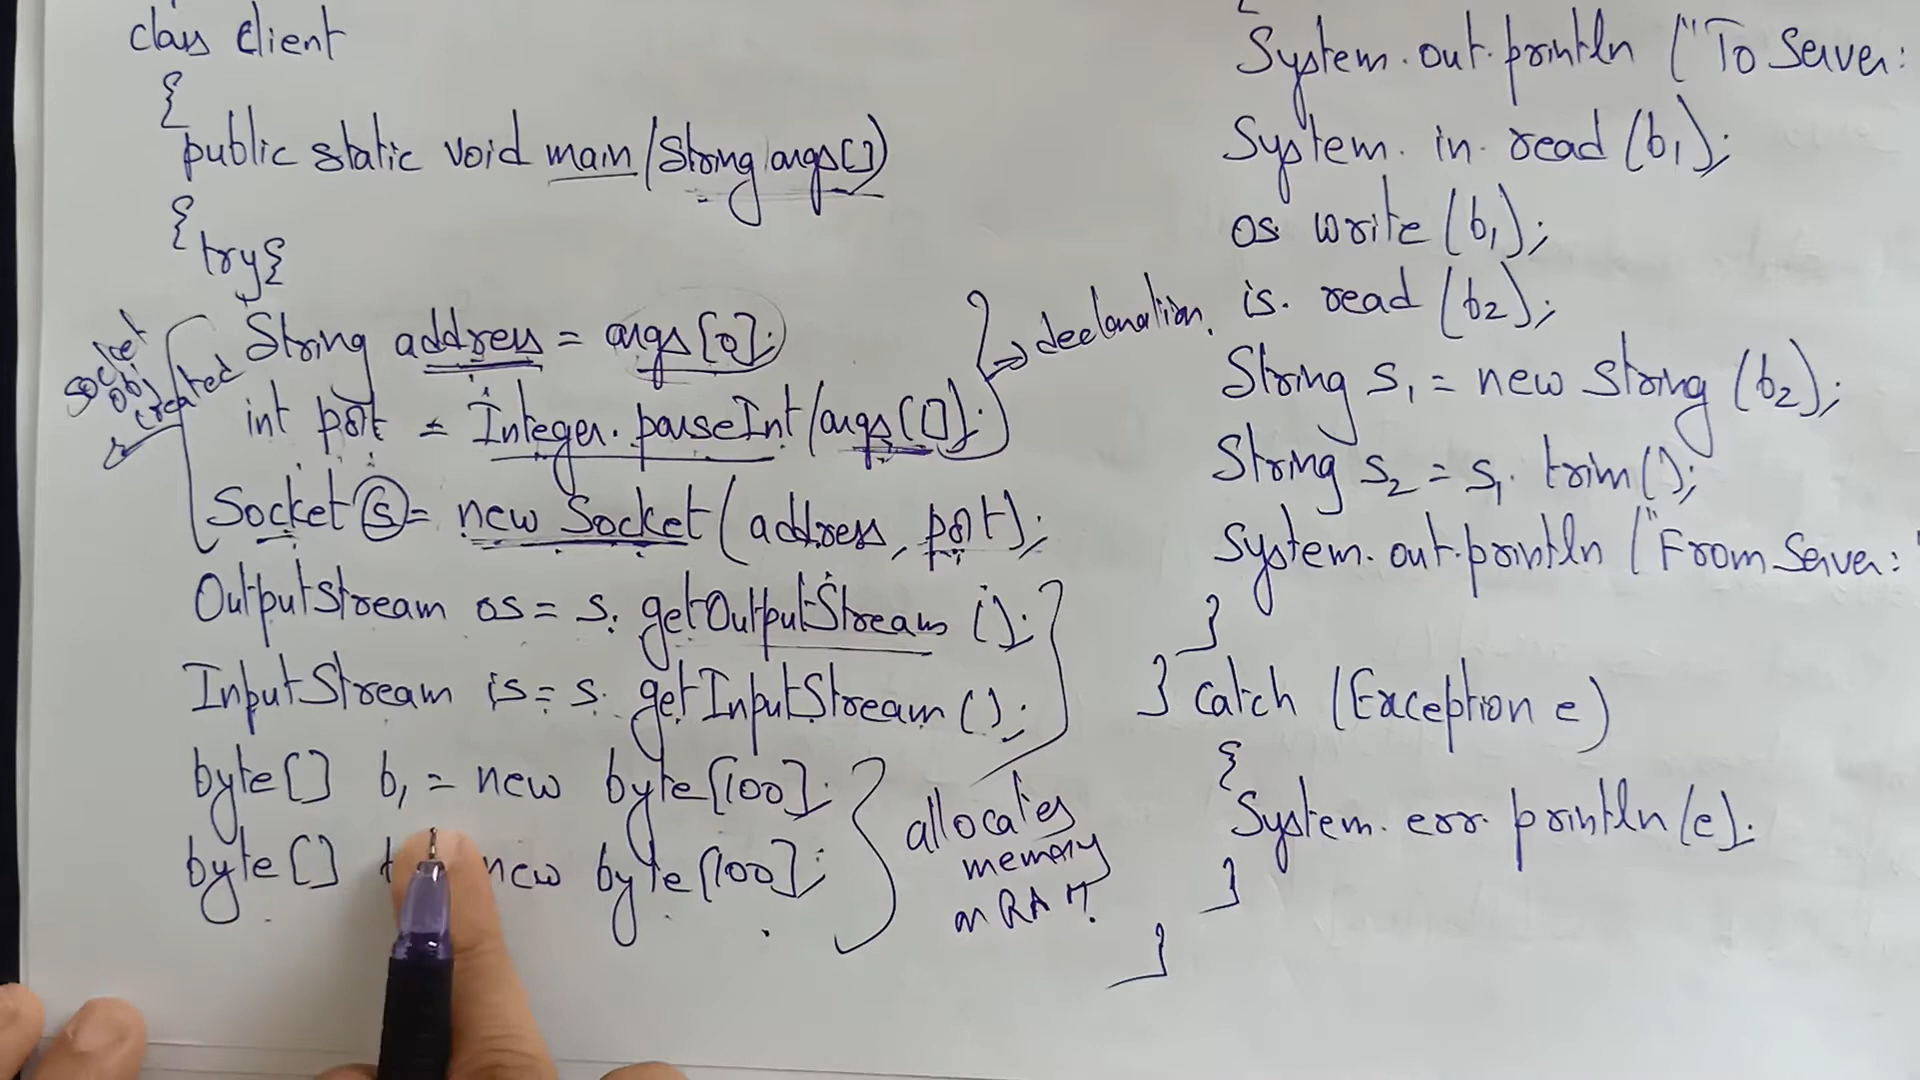 class Client
{
public static void main(String args[])
{
try{
String address = args[0];
int port = Integer.parseInt(args[]);
Socket s = new Socket(address, port);
OutputStream os = s.getOutputStream();
InputStream is = s.getInputStream();
byte[] b1 = new byte[100];
byte[] new byte[100];
socket obj created
declaration.
allocates
memory
on RAM
System.out.println("To Server:
System.in.read(b1);
os write(b1);
is.read(b2);
String s1 = new string(b2);
String s2 = s1.trim();
System.out.println("From Server:"
}
} catch (Exception e)
{
System.err.println(e);
}
}